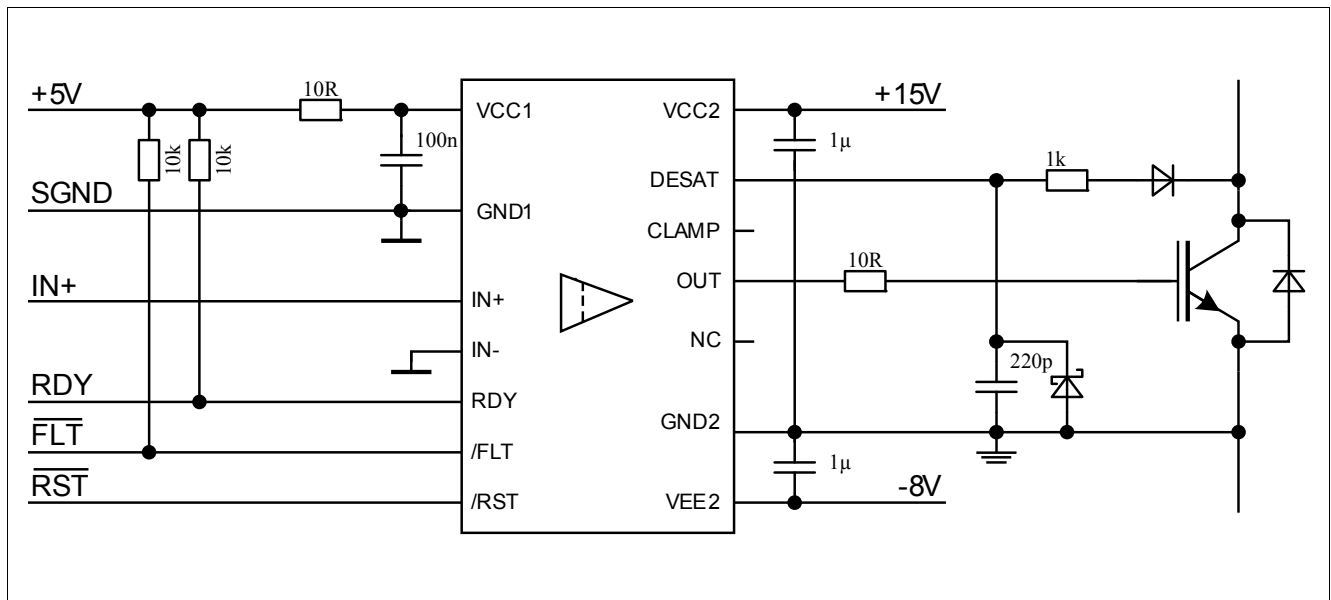 +5V
10R
VCC1
VCC2
+15V
10k
10k
100n
1µ
DESAT
1k
SGND
GND1
CLAMP
10R
OUT
IN+
IN+
NC
IN-
220p
RDY
RDY
GND2
FLT
/FLT
1µ
RST
/RST
VEE2
-8V